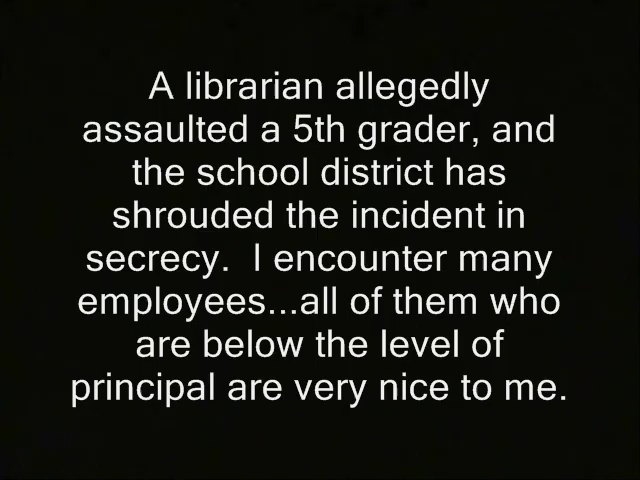 A librarian allegedly
assaulted a 5th grader, and
the school district has
shrouded the incident in
secrecy.  I encounter many
employees...all of them who
are below the level of
principal are very nice to me.